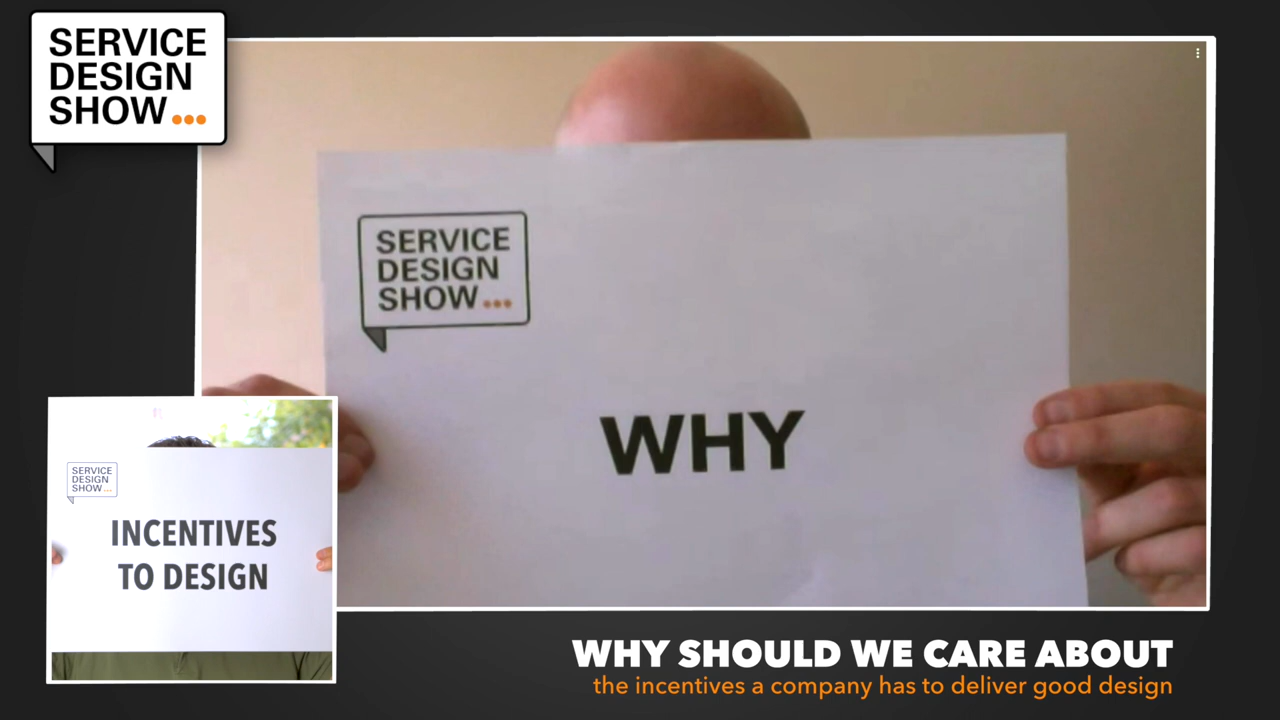 SERVICE
DESIGN
SHOW...
SERVICE
DESIGN
SHOW...
WHY
SERVICE
DESIGN
SHOW...
INCENTIVES
TO DESIGN
WHY SHOULD WE CARE ABOUT
the incentives a company has to deliver good design